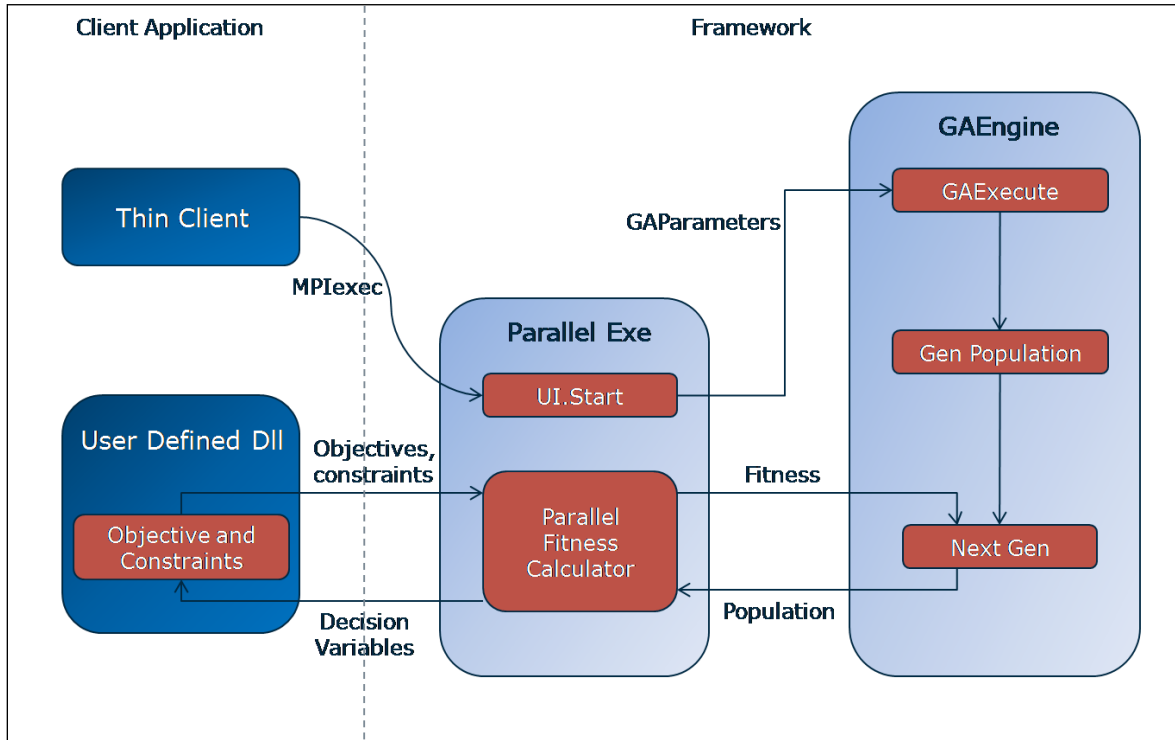 Client Application
Framework
GAEngine
Thin Client
GAExecute
GAParameters
MPIexec
Parallel Exe
Gen Population
UI.Start
User Defined Dll
Objectives,
constraints
Fitness
Objective and
Constraints
Parallel
Fitness
Calculator
Next Gen
Decision
Variables
Population